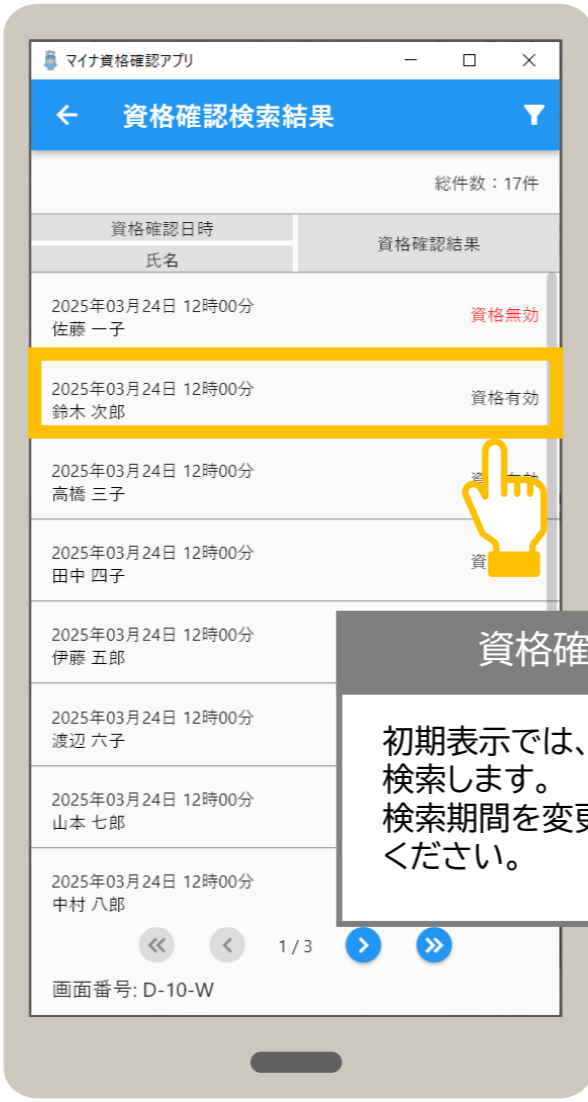 マイナ資格確認アプリ
資格確認検索結果
総件数：17件
資格確認日時
氏名
資格確認結果
2025年03月24日 12時00分
佐藤 一子
資格無効
2025年03月24日 12時00分
鈴木 次郎
資格有効
2025年03月24日 12時00分
高橋 三子
2025年03月24日 12時00分
田中 四子
資
2025年03月24日 12時00分
伊藤 五郎
2025年03月24日 12時00分
渡辺 六子
2025年03月24日 12時00分
山本 七郎
2025年03月24日 12時00分
中村 八郎
1 / 3
画面番号: D-10-W
資格確
初期表示では、
検索します。
検索期間を変更
ください。